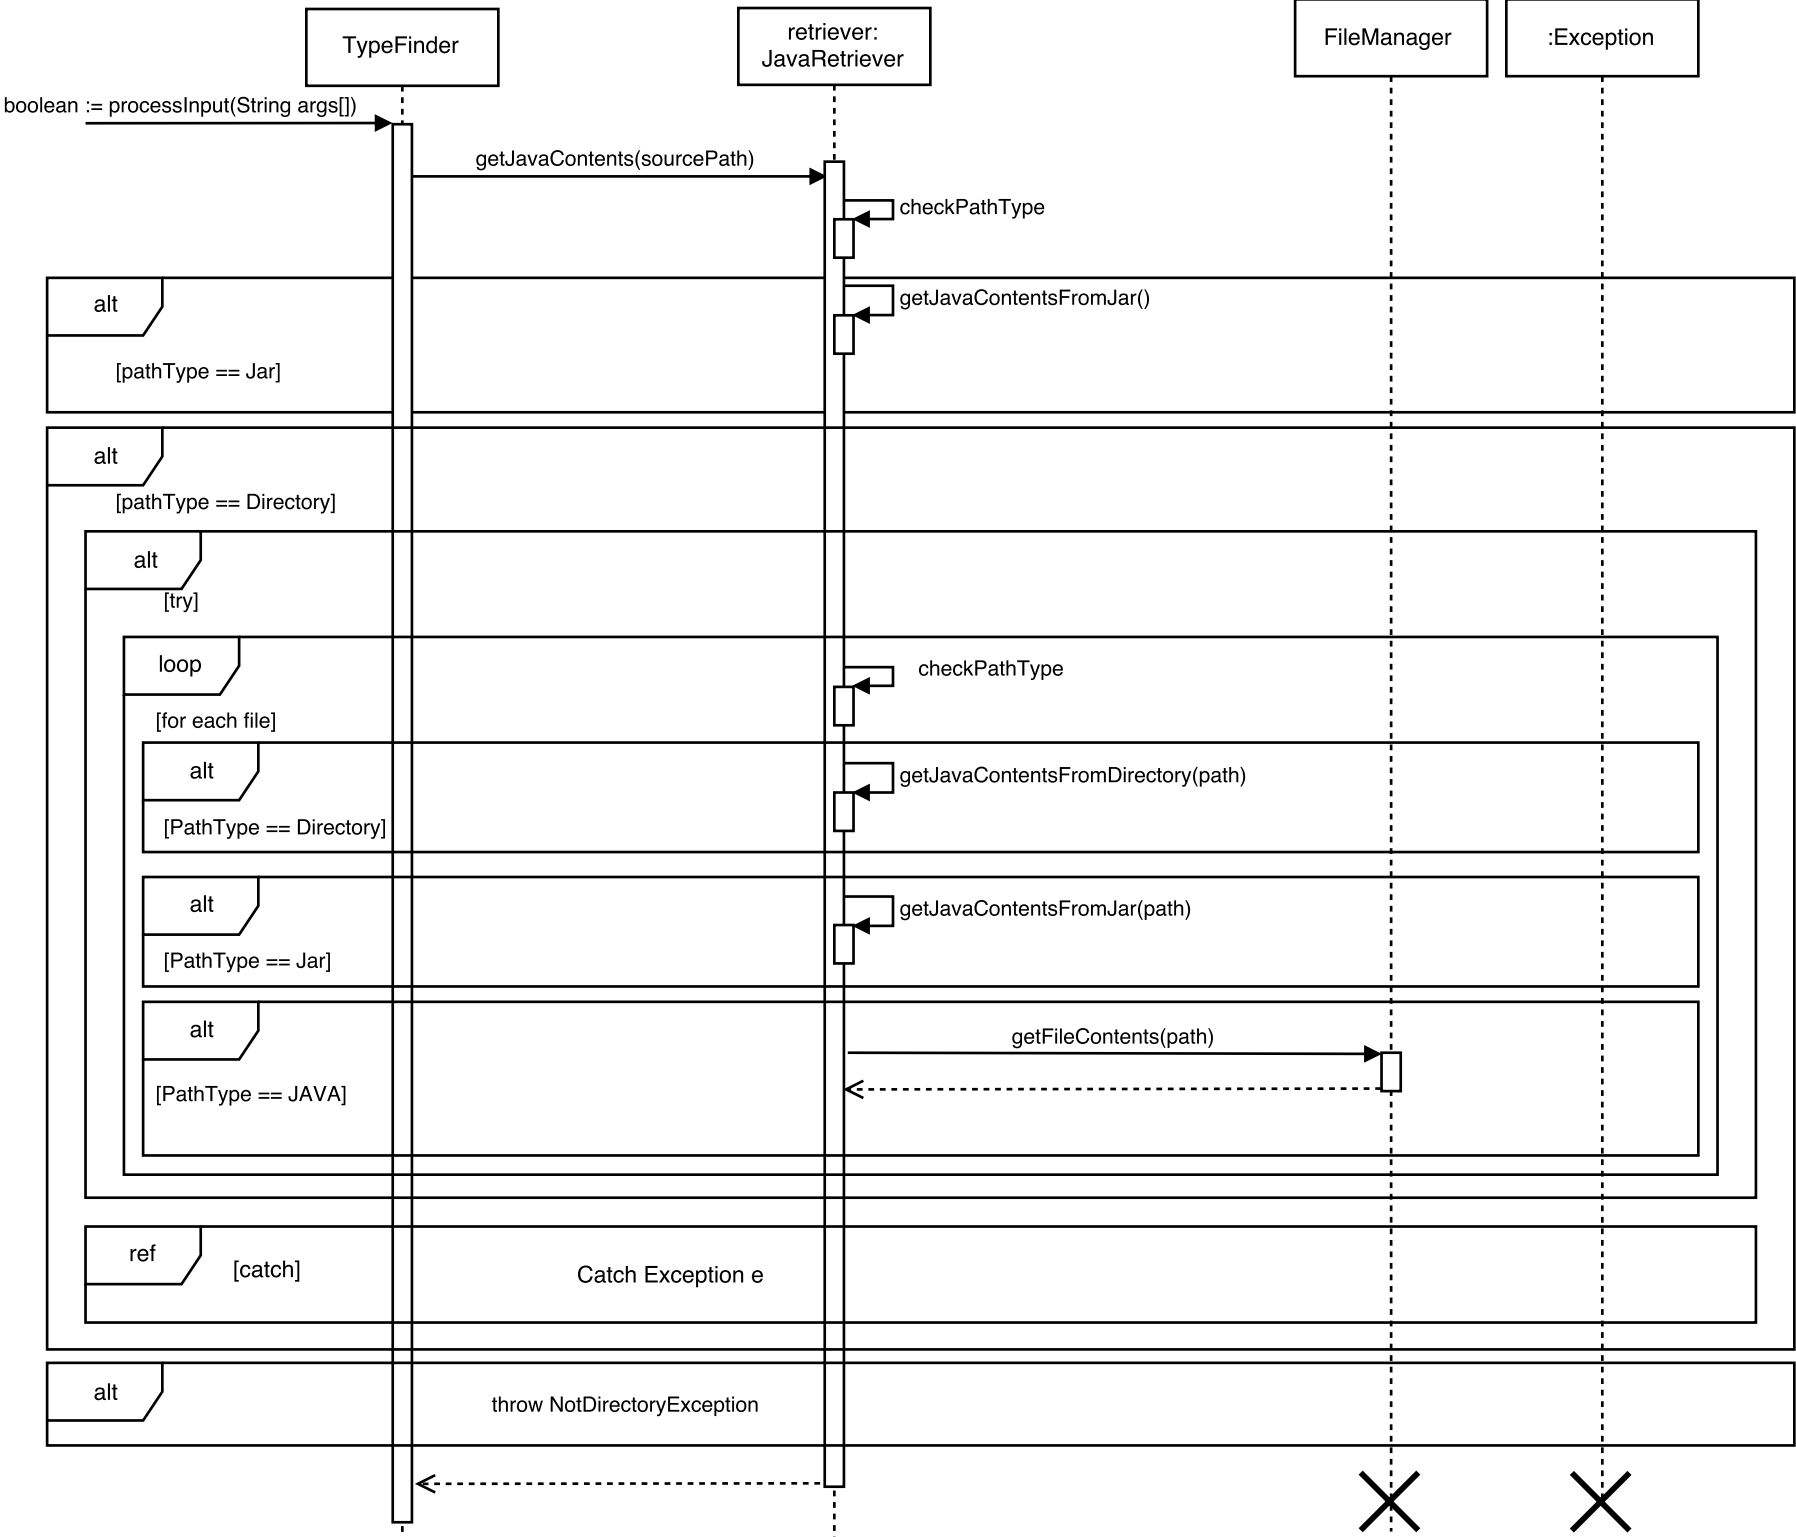 TypeFinder
retriever:
JavaRetriever
FileManager
:Exception
boolean := processInput(String args[])
getJavaContents(sourcePath)
checkPathType
alt
getJavaContentsFromJar()
[pathType == Jar]
alt
[pathType == Directory]
alt
[try]
loop
checkPathType
[for each file]
alt
getJavaContentsFromDirectory(path)
[PathType == Directory]
alt
getJavaContentsFromJar(path)
[PathType == Jar]
alt
getFileContents(path)
[PathType == JAVA]
ref
[catch]
Catch Exception e
alt
throw NotDirectoryException